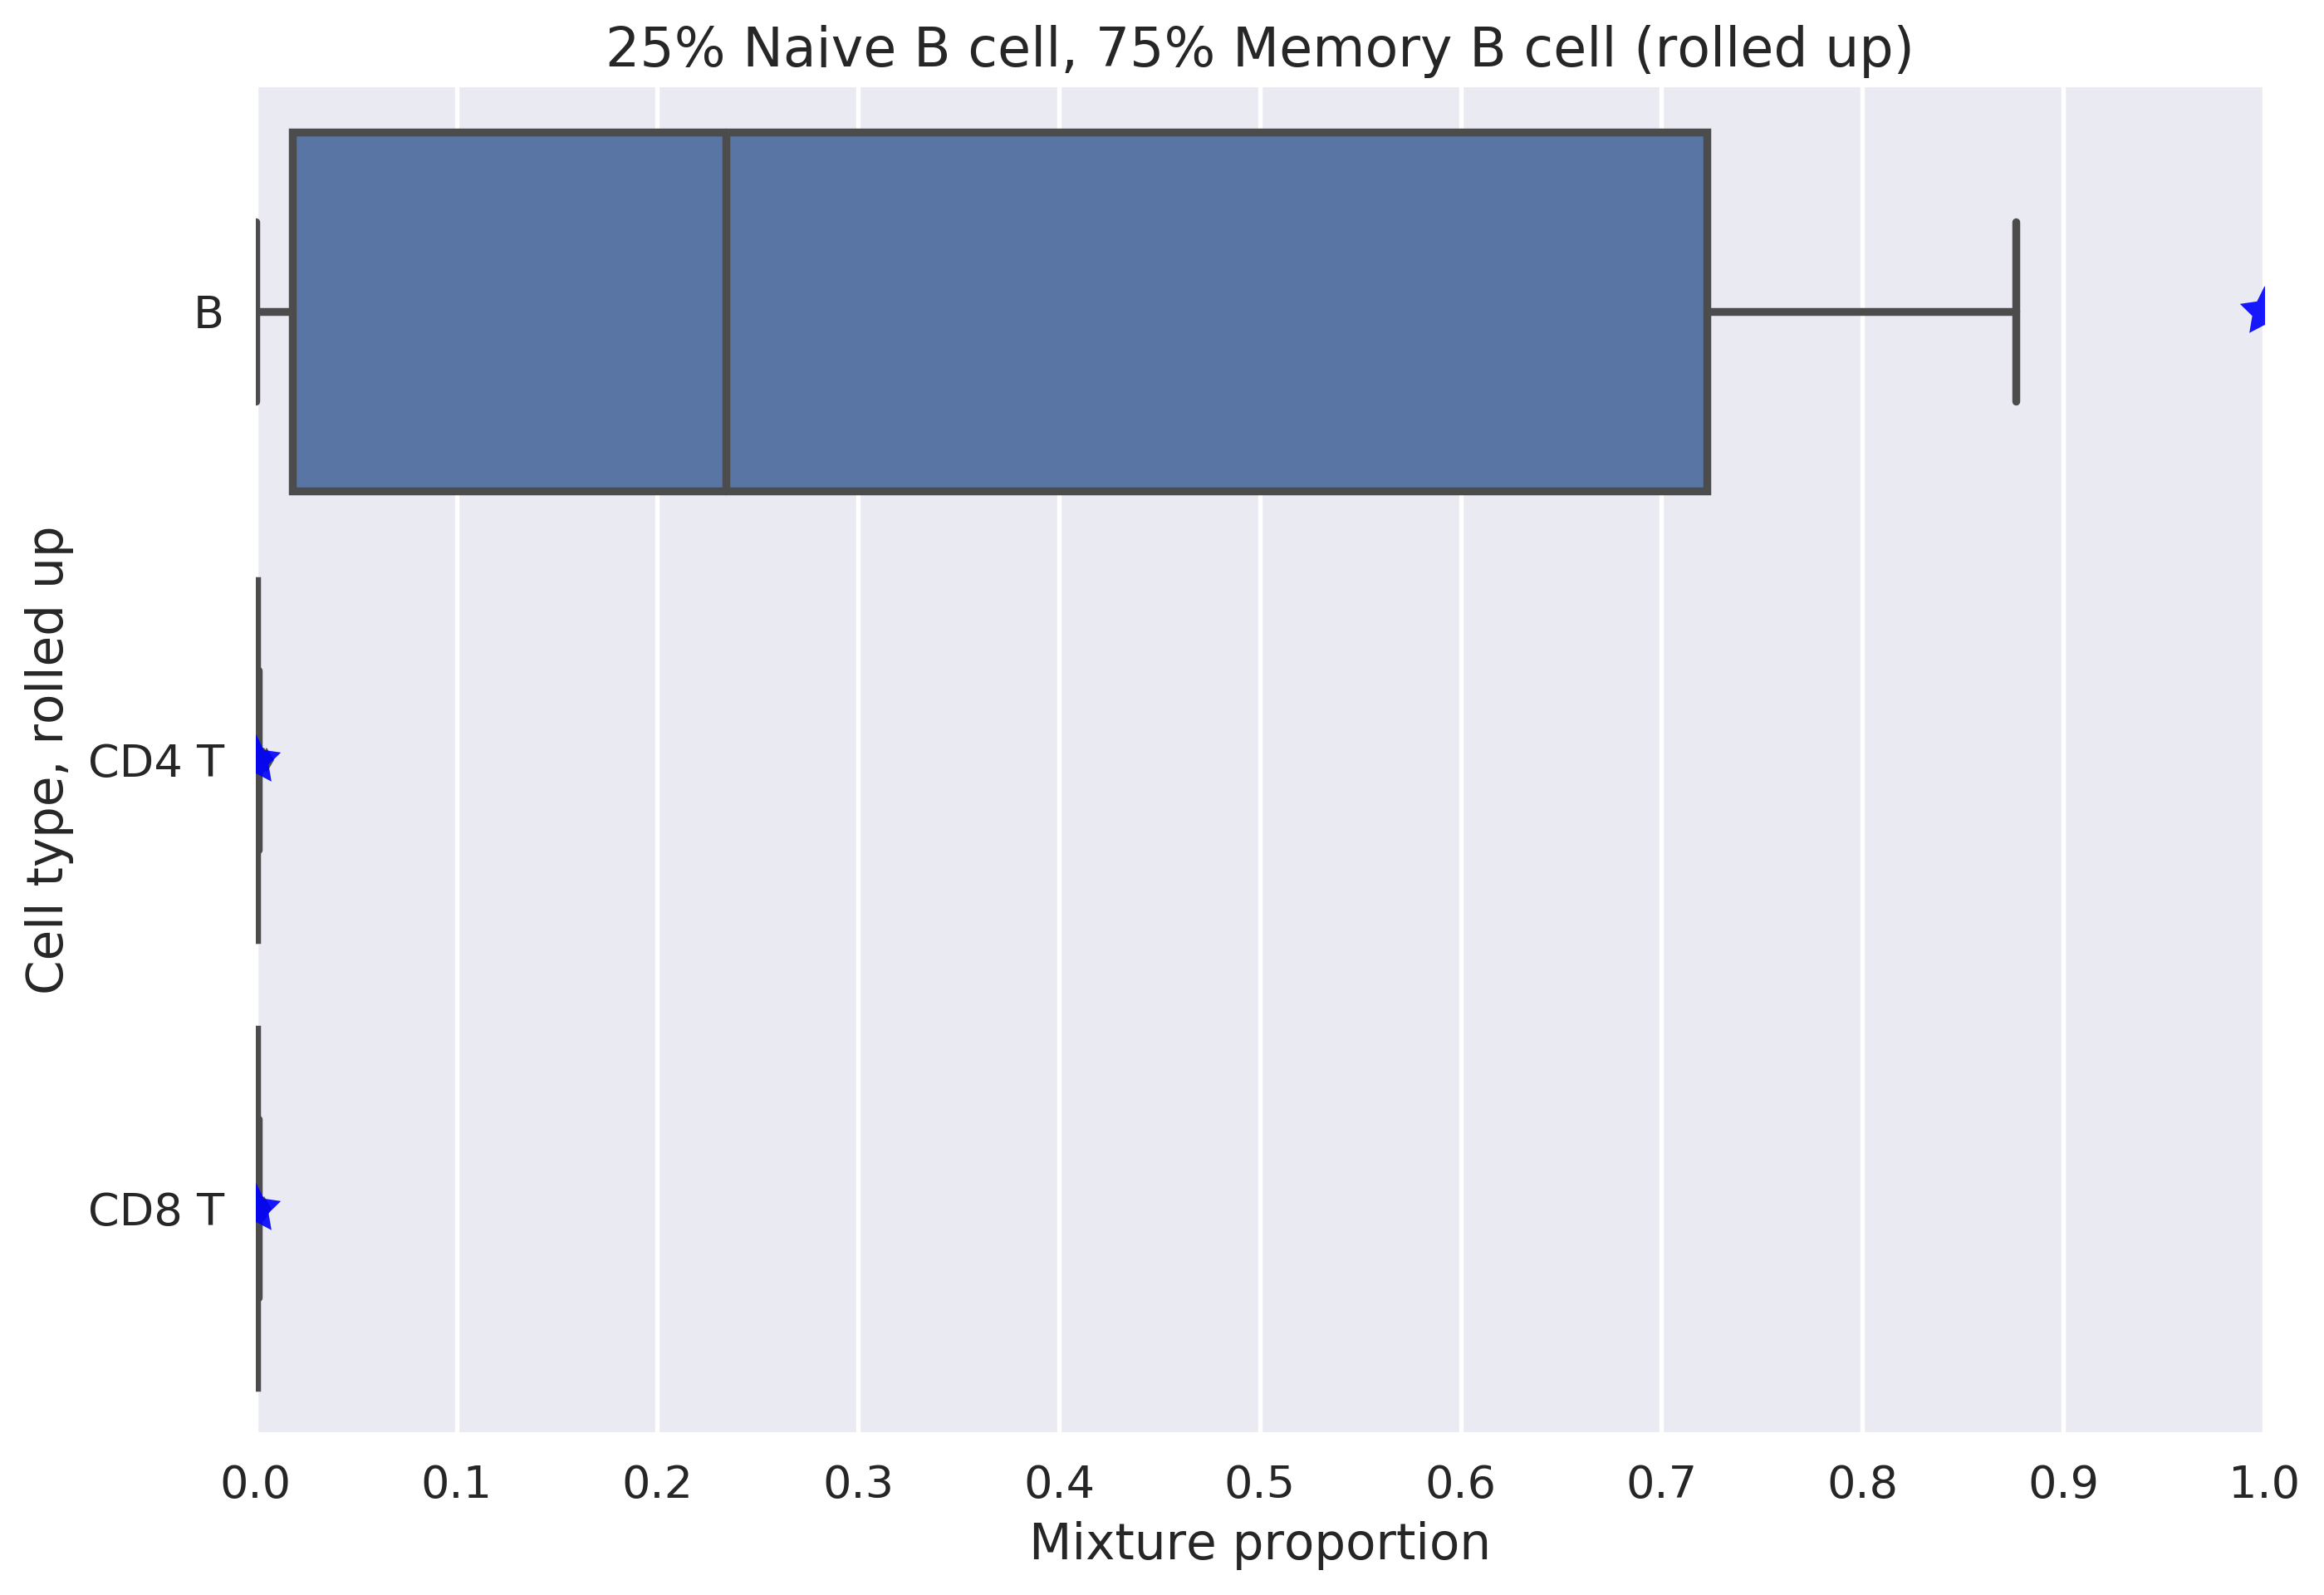 25% Naive B cell, 75% Memory B cell (rolled up)
B
CD4 T
CD8 T
Cell type, rolled up
0.0 0.1 0.2 0.3 0.4 0.5 0.6 0.7 0.8 0.9 1.0
Mixture proportion